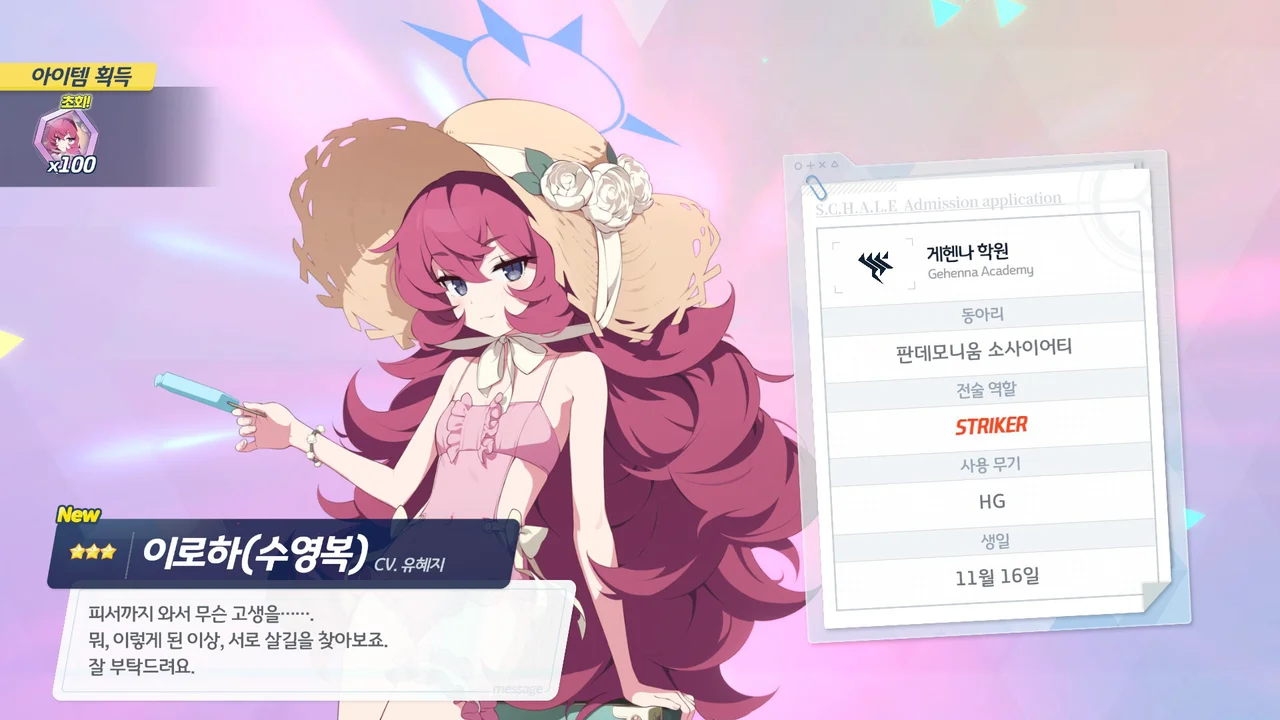 아이템 획득
초회!
x100
New
이로하(수영복) CV. 유혜지
피서까지 와서 무슨 고생을⋯⋯.
뭐, 이렇게 된 이상, 서로 살길을 찾아보죠.
잘 부탁드려요.
message
S.C.H.A.L.E Admission application
게헨나 학원
Gehenna Academy
동아리
판데모니움 소사이어티
전술 역할
STRIKER
사용 무기
HG
생일
11월 16일